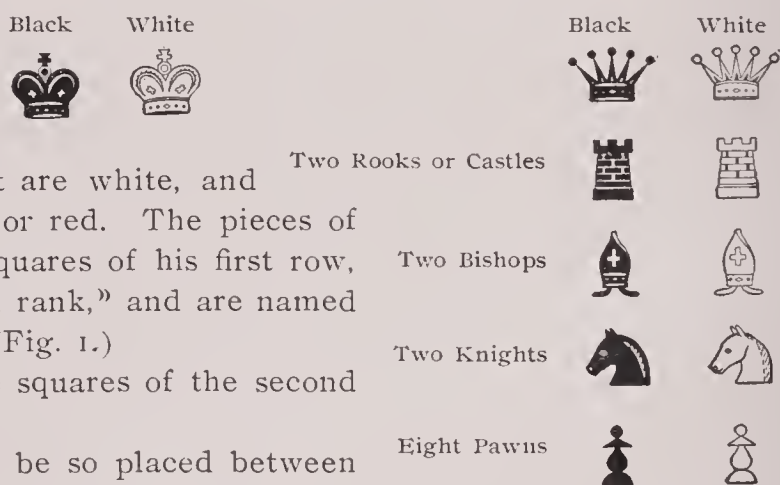 Black White
Black White
Two Rooks or Castles
t are white, and
or red. The pieces of
quares of his first row,
Two Bishops
rank,” and are named
Fig. 1.)
Two Knights
squares of the second
Eight Pawns
be so placed between